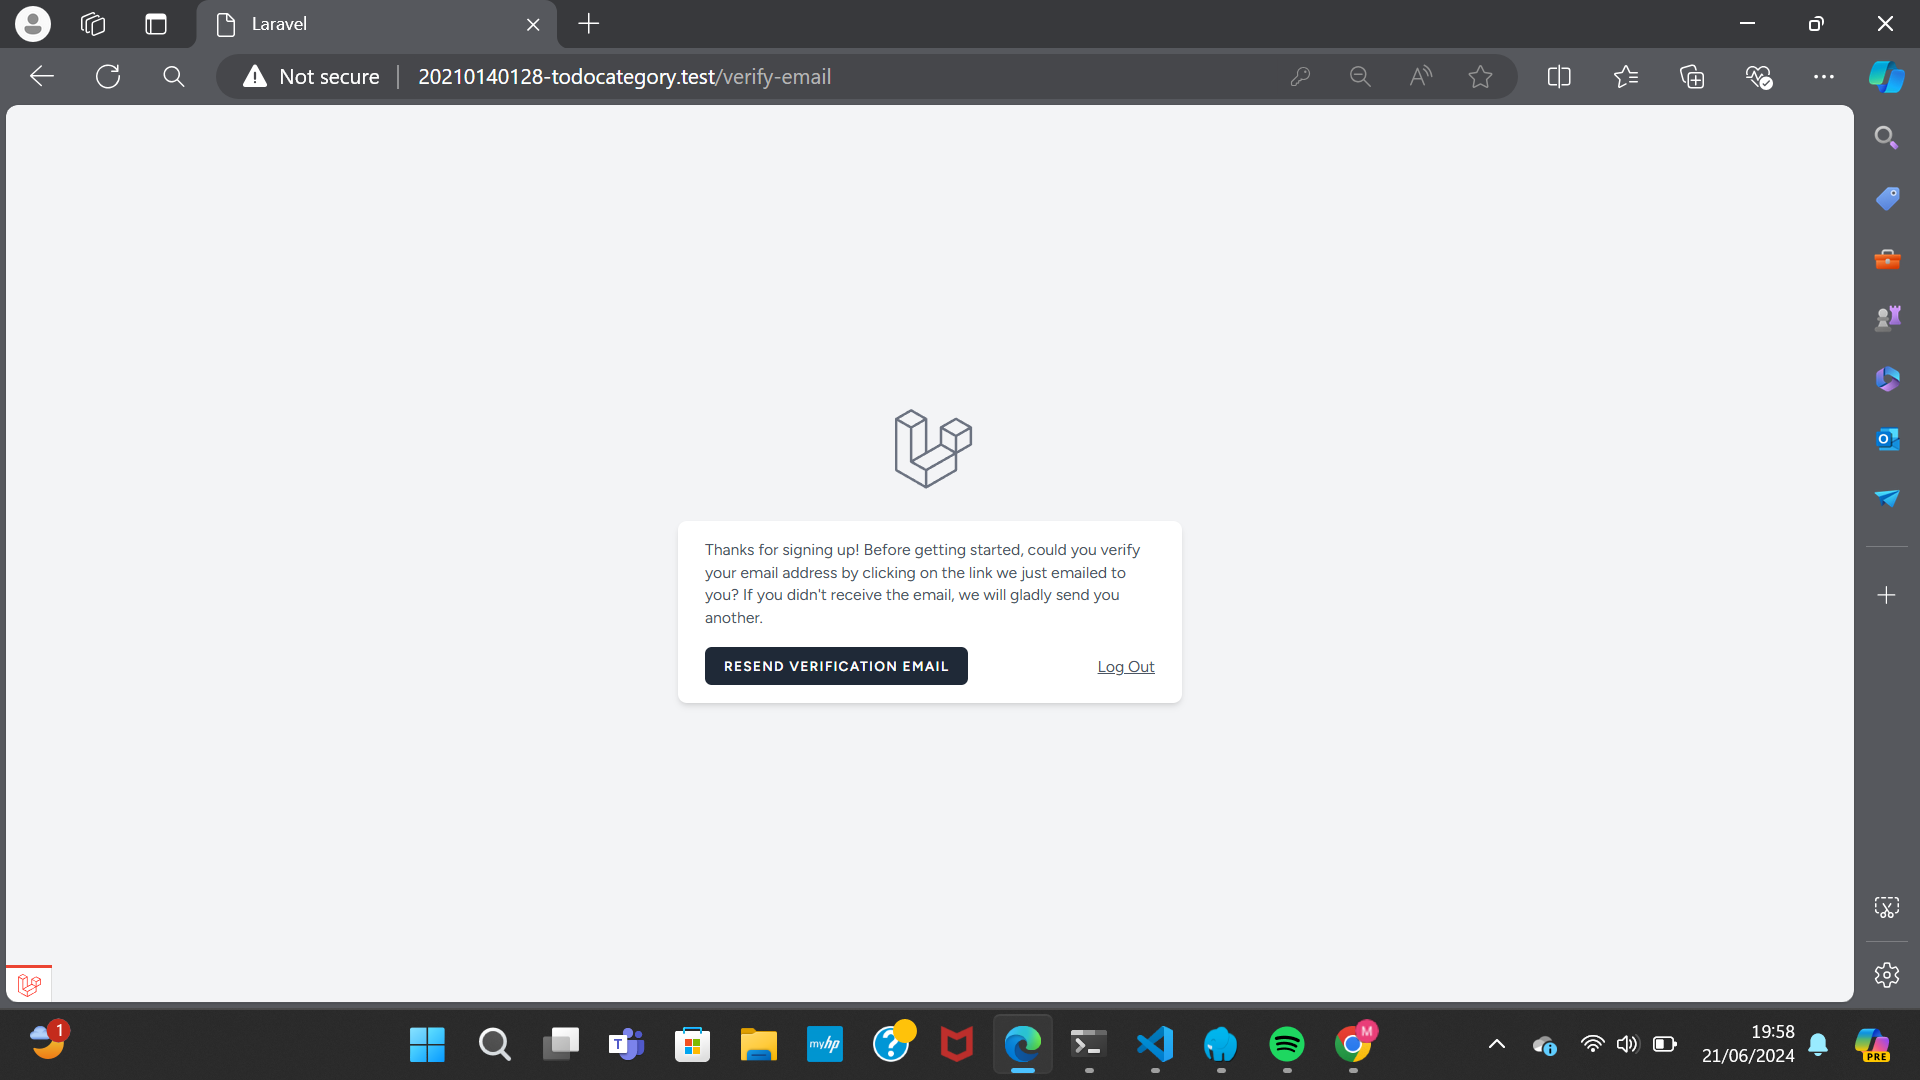 Laravel
Not secure
20210140128-todocategory.test/verify-email
Thanks for signing up! Before getting started, could you verify
your email address by clicking on the link we just emailed to
you? If you didn't receive the email, we will gladly send you
another.
RESEND VERIFICATION EMAIL
Log Out
1
T
myhp
?
M
19:58
21/06/2024
PRE